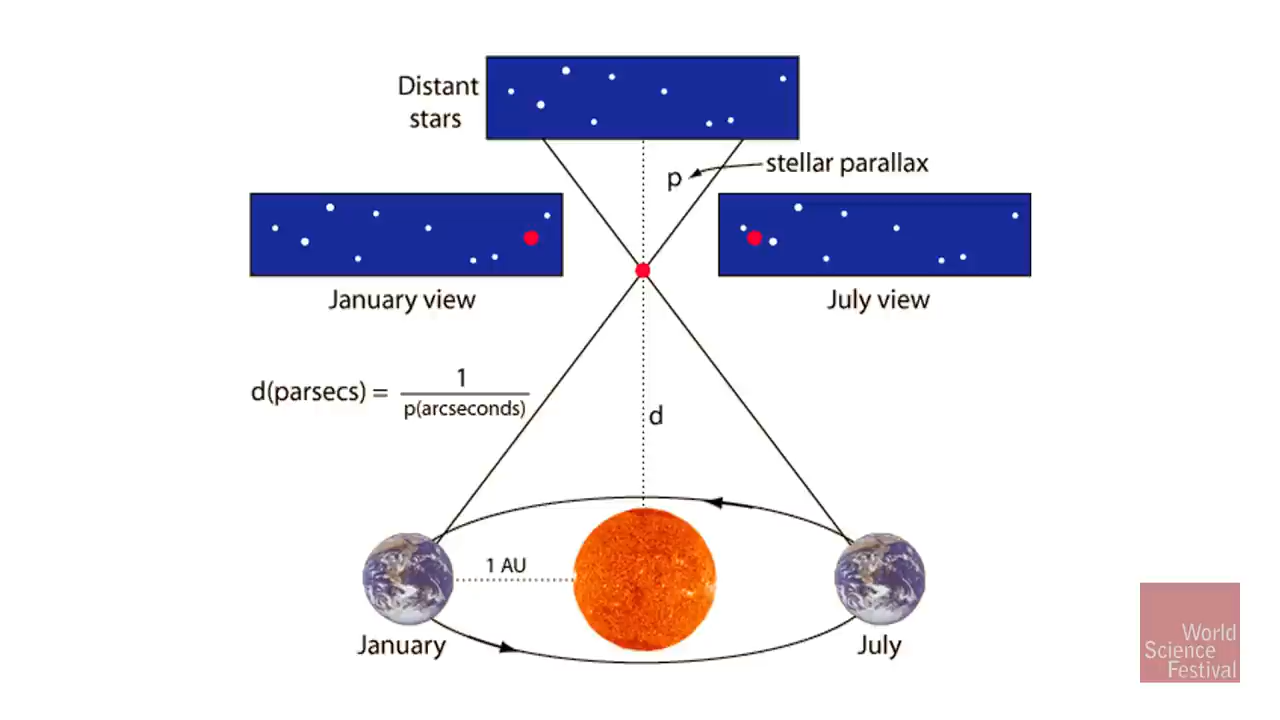 Distant
stars
p
stellar parallax
January view
July view
d(parsecs) = 1
p(arcseconds)
d
1 AU
January
July
World
Science
Festival